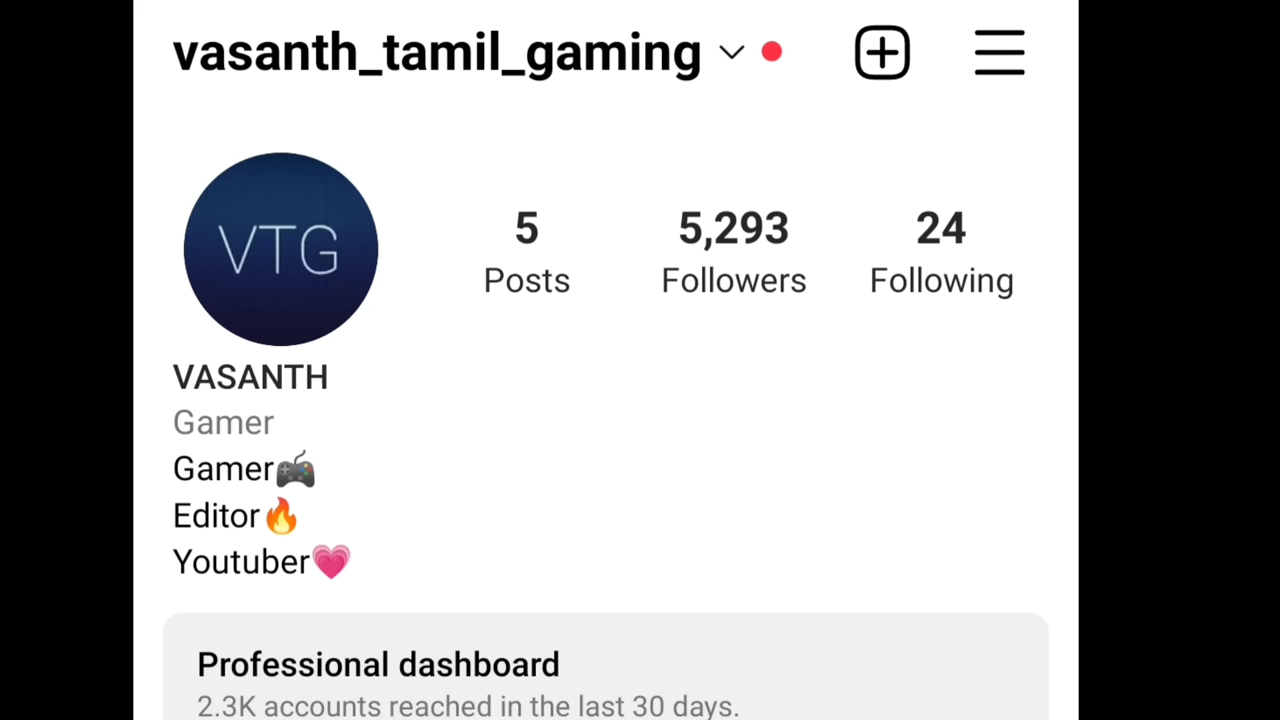 vasanth_tamil_gaming
VTG
5 5,293 24
Posts Followers Following
VASANTH
Gamer
Gamer🎮
Editor🔥
Youtuber💗
Professional dashboard
2.3K accounts reached in the last 30 days.